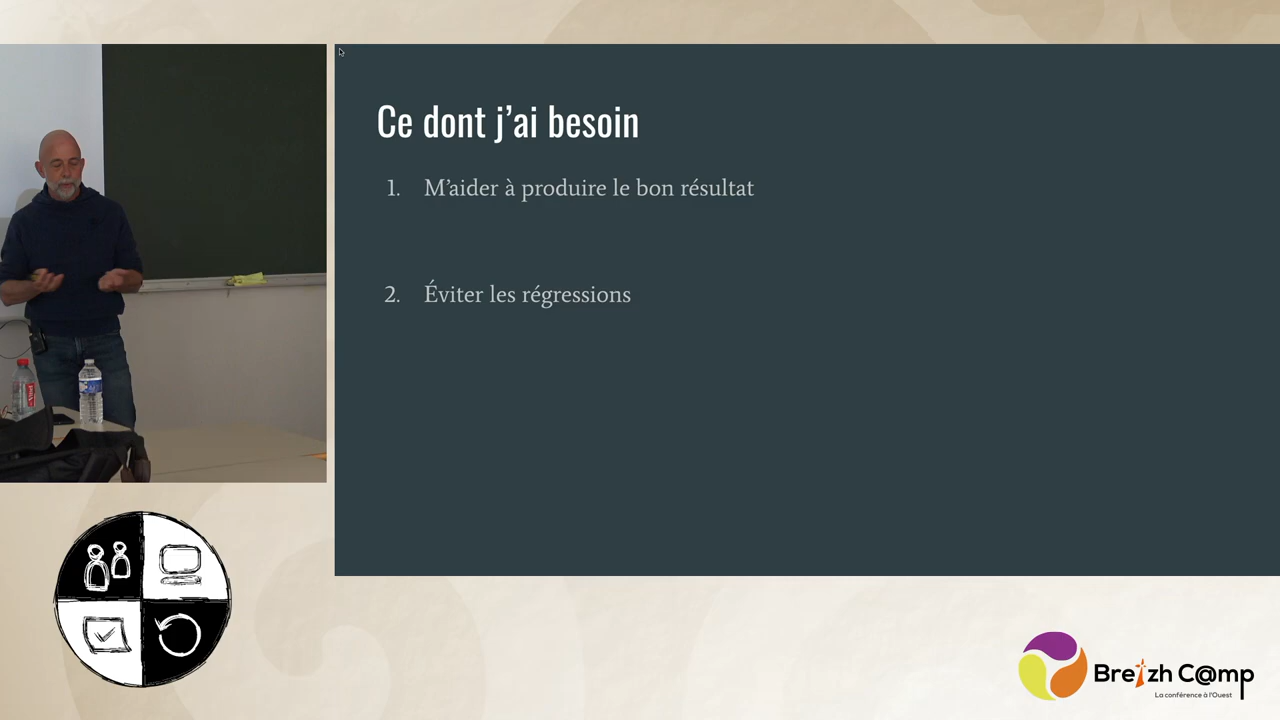 Ce dont j'ai besoin
1. M'aider à produire le bon résultat
2. Éviter les régressions
Breizh C@mp
La conférence à l'Ouest